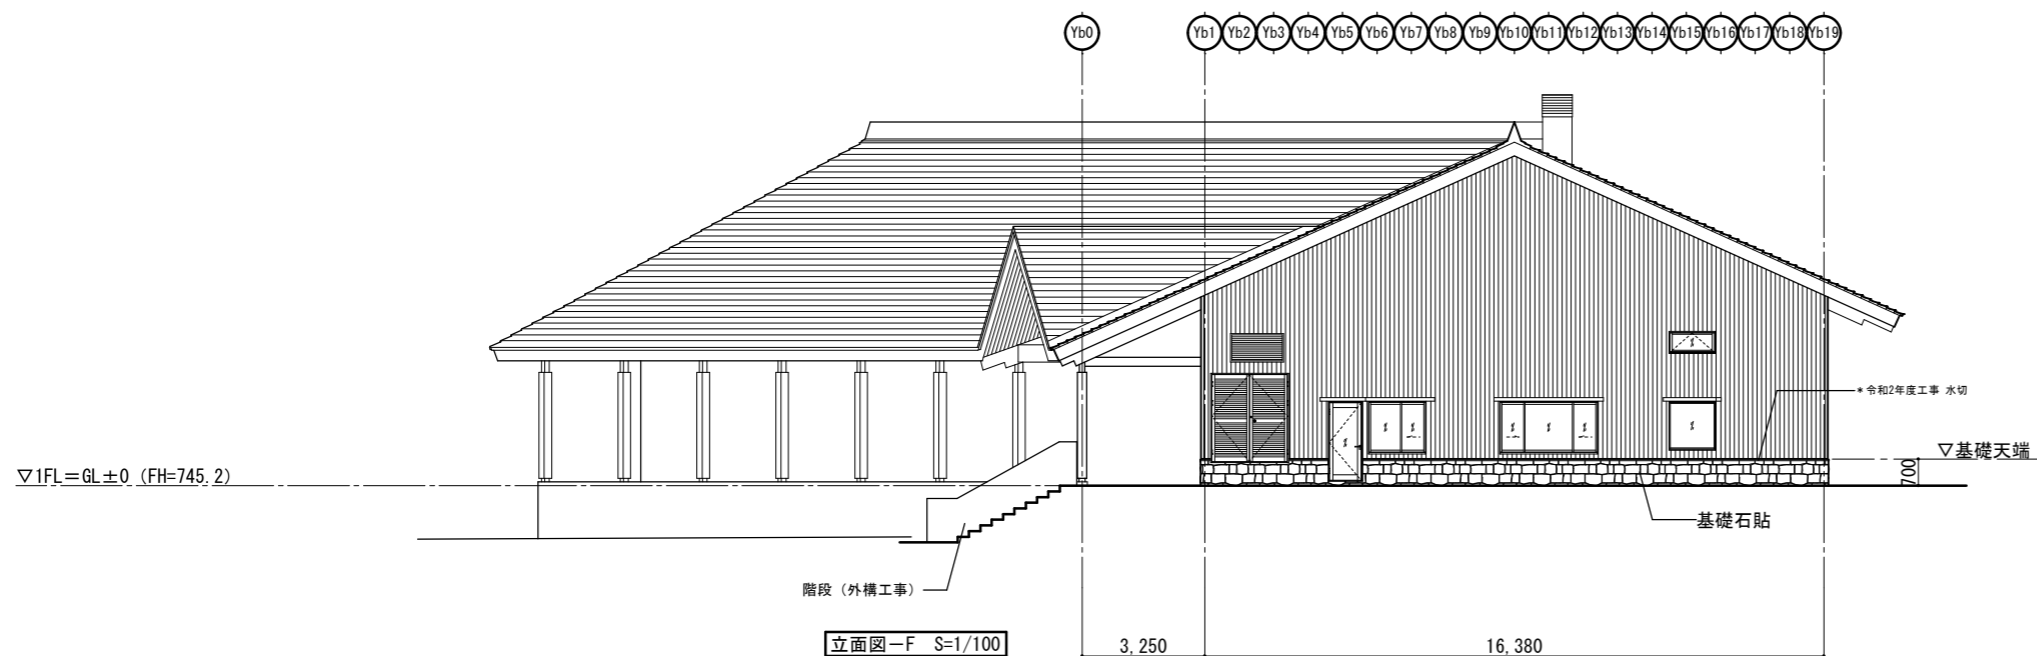 Yb0 Yb1 Yb2 Yb3 Yb4 Yb5 Yb6 Yb7 Yb8 Yb9 Yb10 Yb11 Yb12 Yb13 Yb14 Yb15 Yb16 Yb17 Yb18 Yb19
*令和2年度工事 水切
▽基礎天端
▽1FL=GL±0 (FH=745.2)
700
基礎石貼
階段(外構工事)
立面図-F S=1/100
3,250
16,380